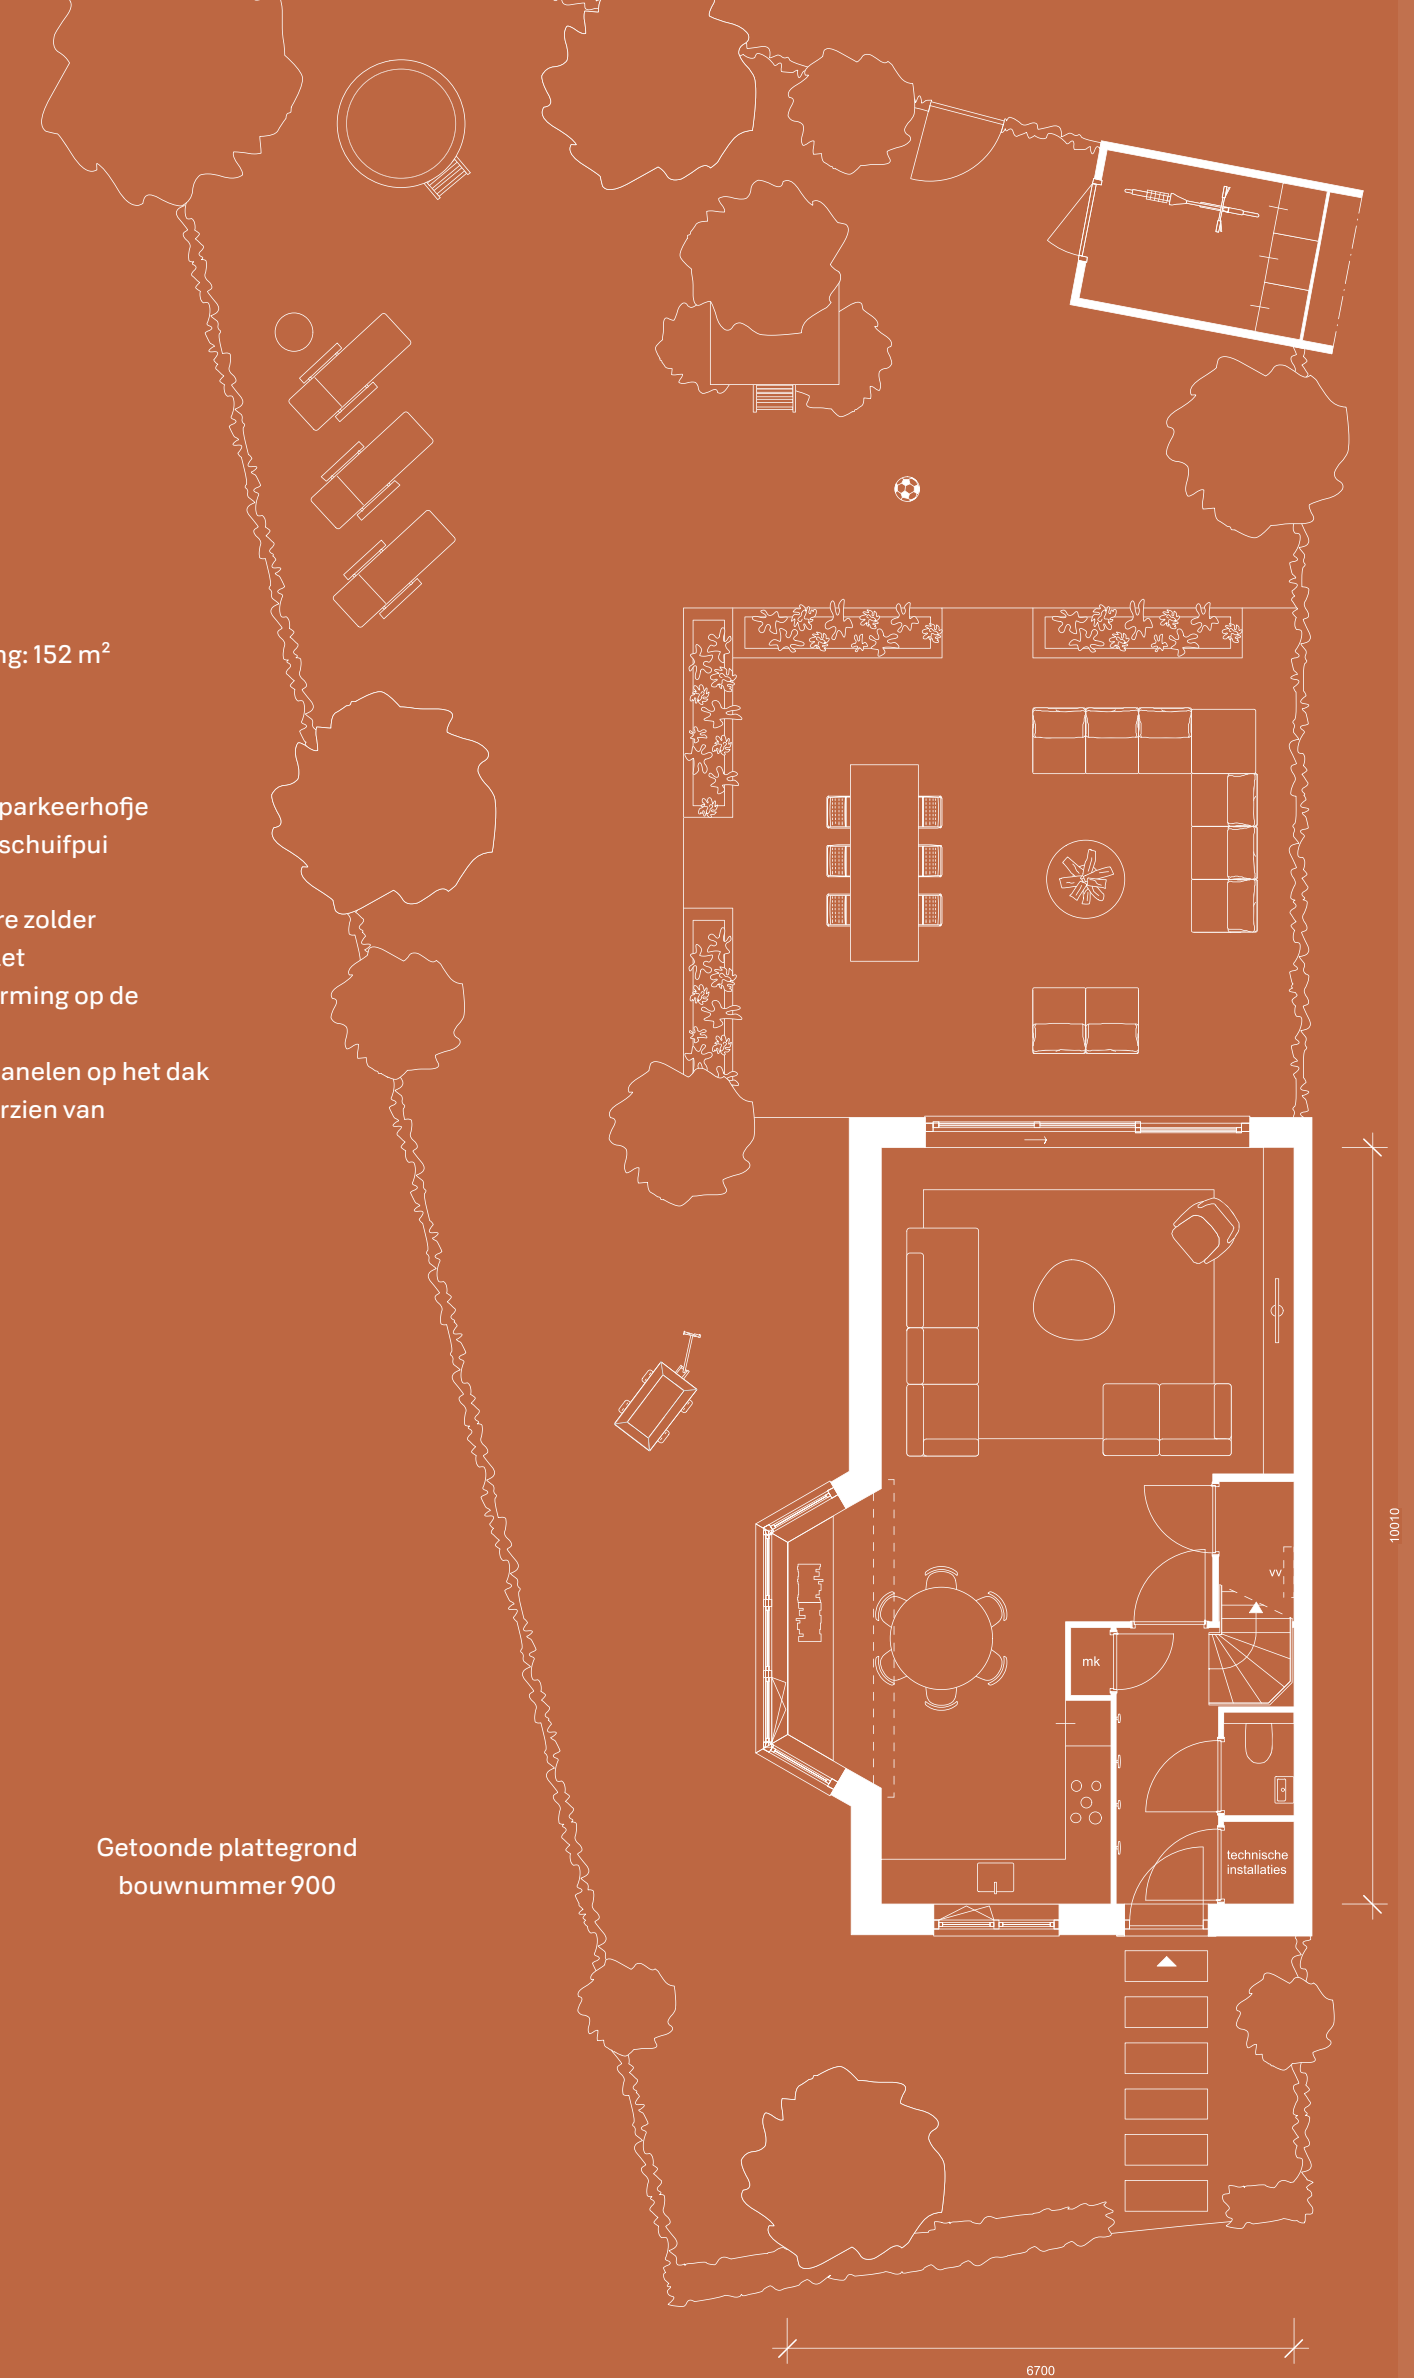 ng: 152 m²
parkeerhofje
schuifpui
re zolder
et
rming op de
anelen op het dak
rzien van
Getoonde plattegrond
bouwnummer 900
vv
mk
technische
installaties
10010
6700